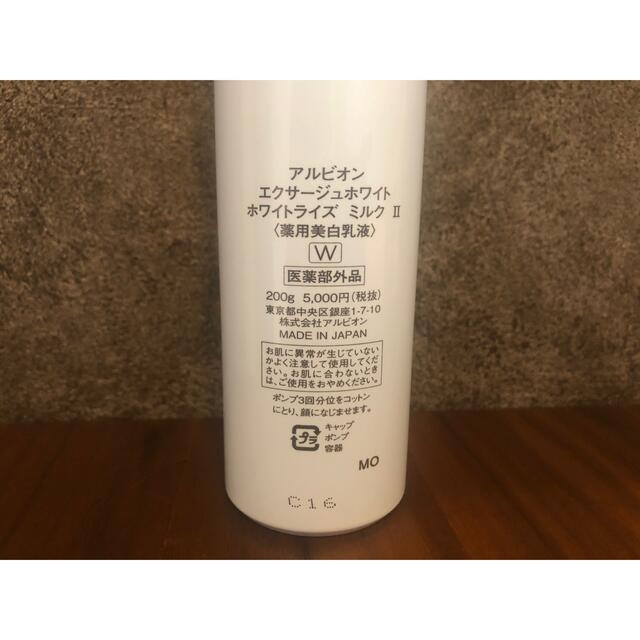 アルビオン
エクサージュホワイト
ホワイトライズ ミルク Ⅱ
〈薬用美白乳液〉
W
医薬部外品
200g 5,000円(税抜)
東京都中央区銀座1-7-10
株式会社アルビオン
MADE IN JAPAN
お肌に異常が生じていない
かよく注意して使用してくだ
さい。お肌に合わないとき
は、ご使用をおやめください。
ポンプ3回分位をコットン
にとり、顔になじませます。
プラ
キャップ
ポンプ
容器
MO
C16